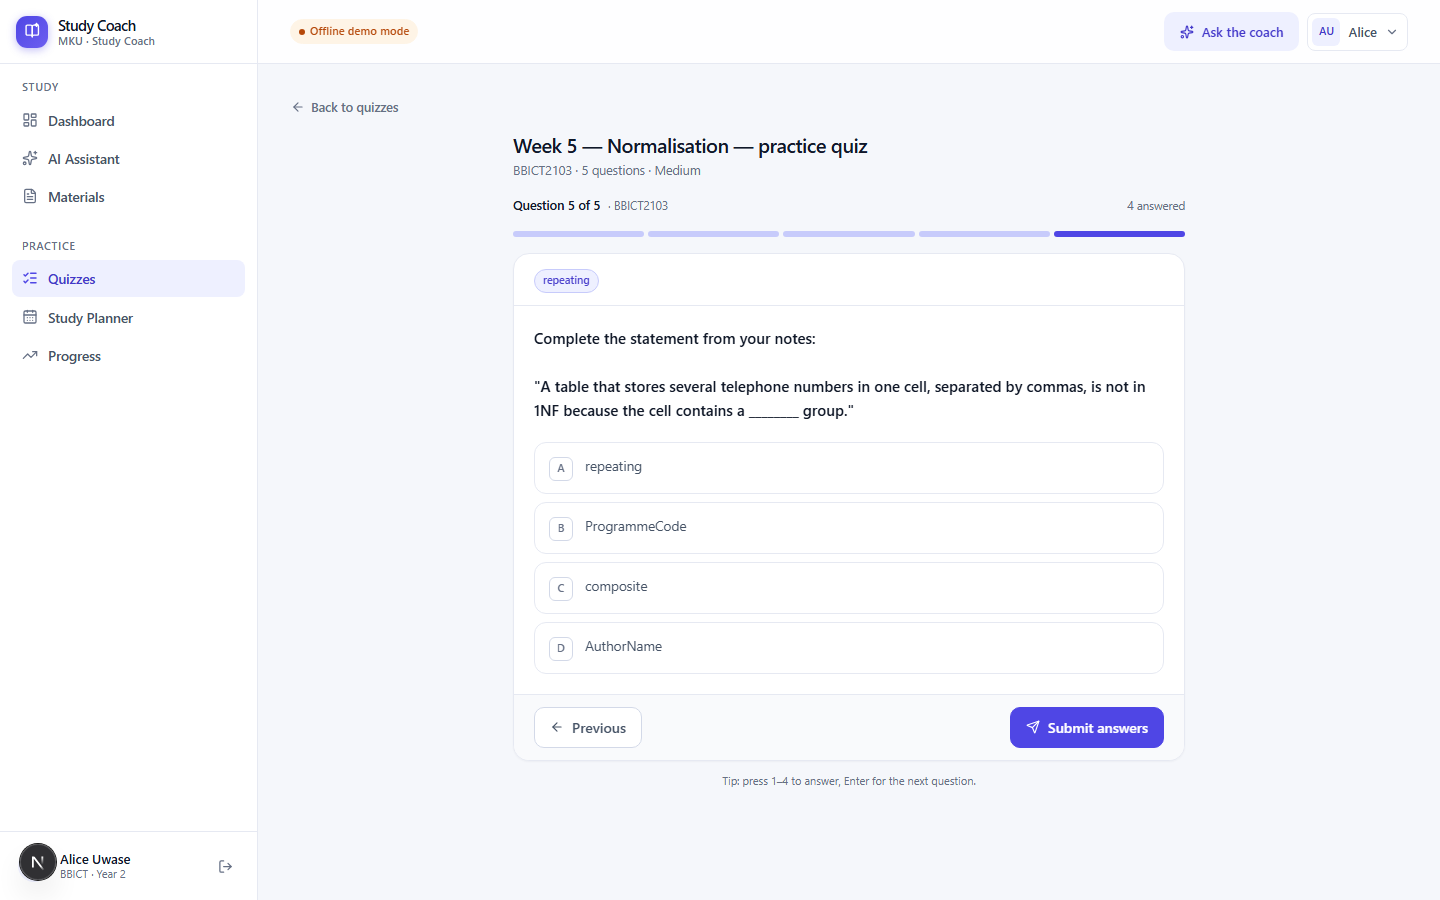 Study Coach
MKU · Study Coach
Offline demo mode
Ask the coach
AU
Alice
STUDY
Dashboard
AI Assistant
Materials
PRACTICE
Quizzes
Study Planner
Progress
Back to quizzes
Week 5 — Normalisation — practice quiz
BBICT2103 · 5 questions · Medium
Question 5 of 5 · BBICT2103
4 answered
repeating
Complete the statement from your notes:
"A table that stores several telephone numbers in one cell, separated by commas, is not in
1NF because the cell contains a ________ group."
A repeating
B ProgrammeCode
C composite
D AuthorName
Previous
Submit answers
Tip: press 1–4 to answer, Enter for the next question.
N
Alice Uwase
BBICT · Year 2